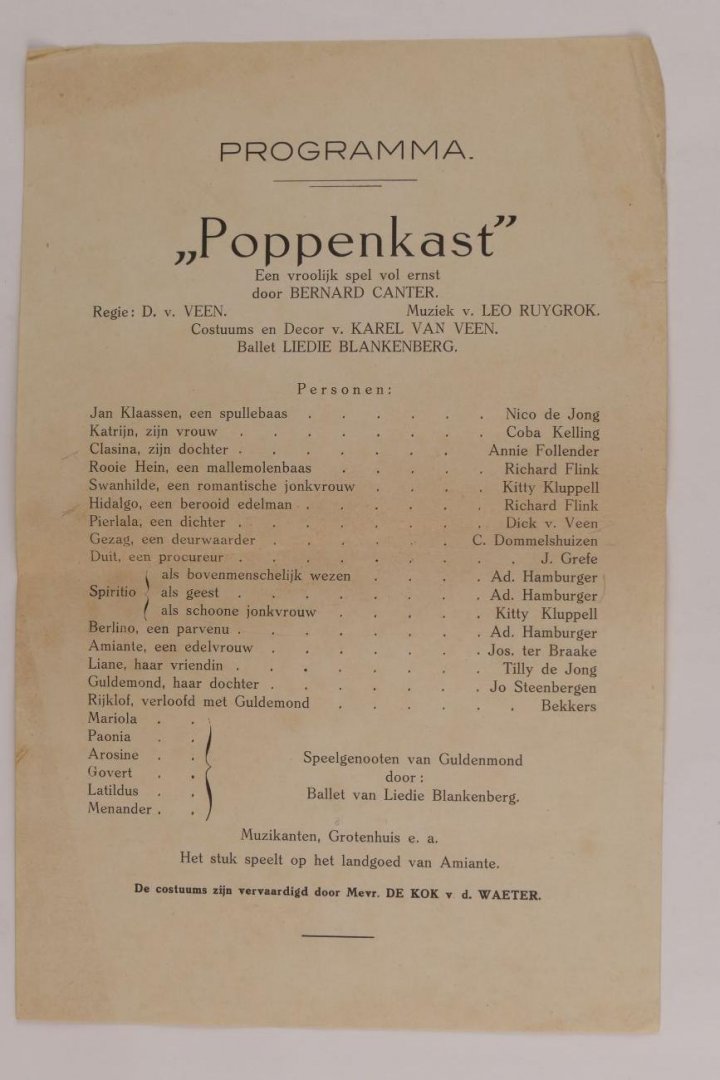 PROGRAMMA.
„Poppenkast”
Een vroolijk spel vol ernst
door BERNARD CANTER.
Regie: D. v. VEEN. Muziek v. LEO RUYGROK.
Costuums en Decor v. KAREL VAN VEEN.
Ballet LIEDIE BLANKENBERG.
Personen:
Jan Klaassen, een spullebaas . . . . . . Nico de Jong
Katrijn, zijn vrouw . . . . . . . Coba Kelling
Clasina, zijn dochter . . . . . . . Annie Follender
Rooie Hein, een mallemolenbaas . . . . . Richard Flink
Swanhilde, een romantische jonkvrouw . . . . Kitty Kluppell
Hidalgo, een berooid edelman . . . . . . Richard Flink
Pierlala, een dichter . . . . . . . . Dick v. Veen
Gezag, een deurwaarder . . . . . . . C. Dommelshuizen
Duit, een procureur . . . . . . . . . J. Grefe
als bovenmenschelijk wezen . . . . Ad. Hamburger
Spiritio { als geest . . . . . . . . Ad. Hamburger
als schoone jonkvrouw . . . . . Kitty Kluppell
Berlino, een parvenu . . . . . . . . Ad. Hamburger
Amiante, een edelvrouw . . . . . . . Jos. ter Braake
Liane, haar vriendin . . . . . . . . Tilly de Jong
Guldemond, haar dochter . . . . . . . Jo Steenbergen
Rijklof, verloofd met Guldemond . . . . . . Bekkers
Mariola . .
Paonia . .
Arosine . . Speelgenooten van Guldenmond
Govert . . door:
Latildus . . Ballet van Liedie Blankenberg.
Menander . .
Muzikanten, Grotenhuis e. a.
Het stuk speelt op het landgoed van Amiante.
De costuums zijn vervaardigd door Mevr. DE KOK v d. WAETER.